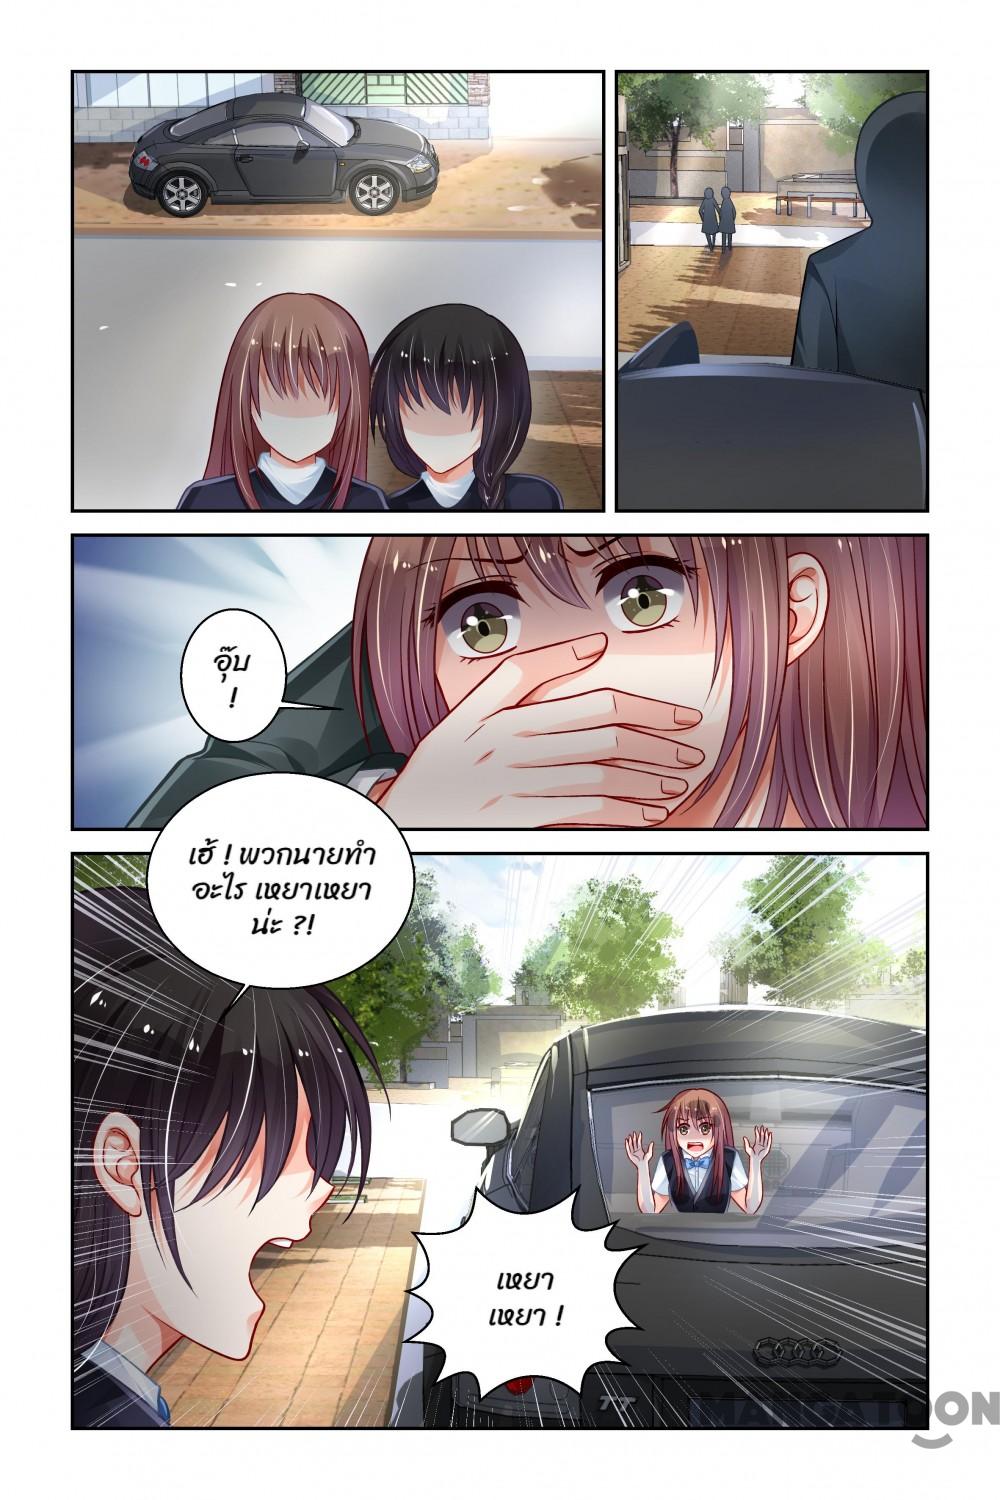 อุ๊บ
!
เฮ้ ! พวกนายทำ
อะไร เหยาเหยา
น่ะ ?!
เหยา
เหยา !
TT
MANGATOON